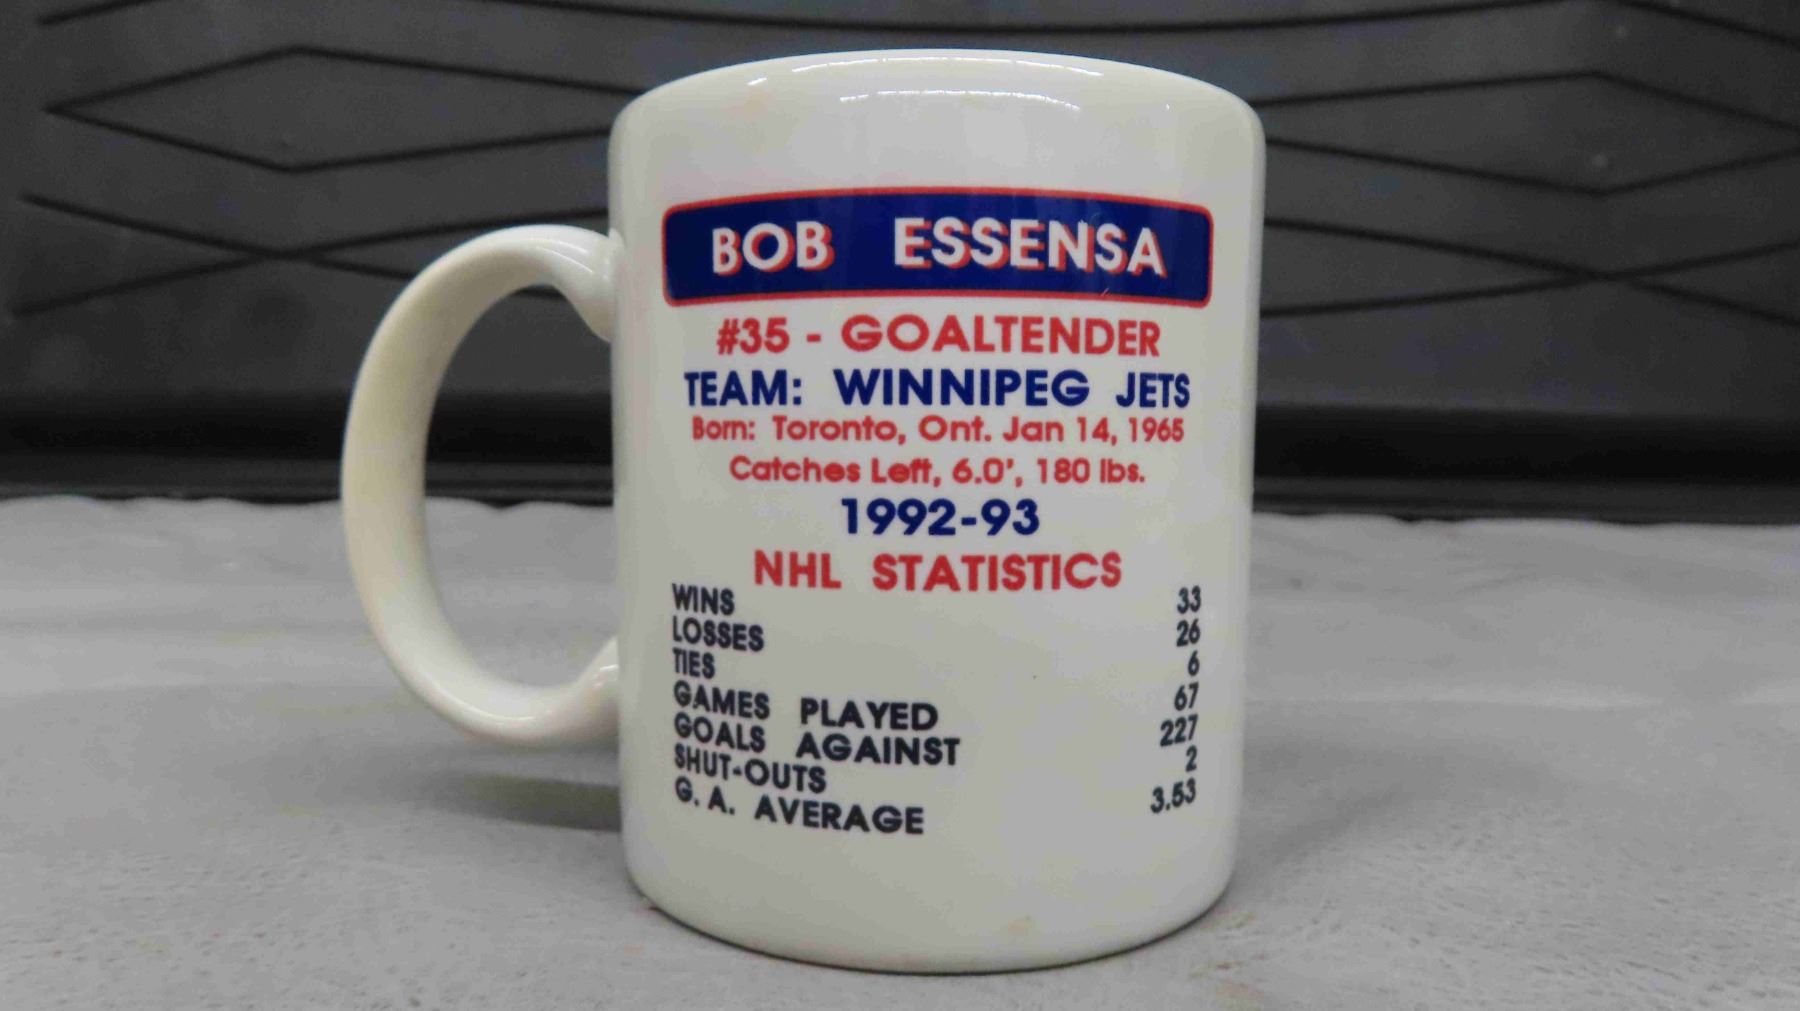 BOB ESSENSA
#35 - GOALTENDER
TEAM: WINNIPEG JETS
Born: Toronto, Ont. Jan 14, 1965
Catches Left, 6.0', 180 lbs.
1992-93
NHL STATISTICS
WINS 33
LOSSES 26
TIES 6
GAMES PLAYED 67
GOALS AGAINST 227
SHUT-OUTS 2
G. A. AVERAGE 3.53